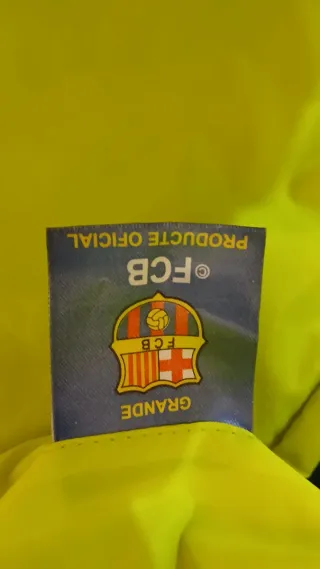 GRANDE
FCB
© FCB
PRODUCTE OFICIAL